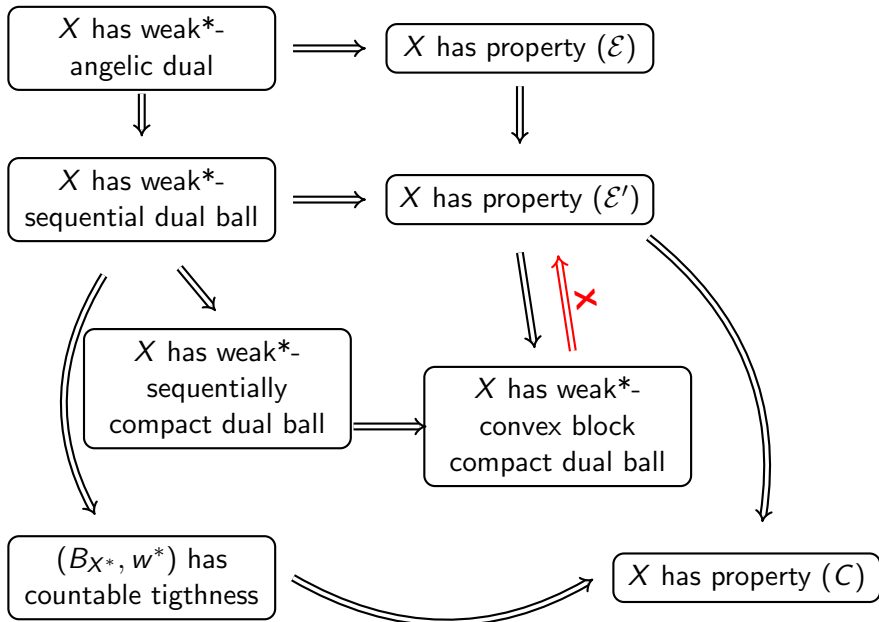 X has weak*-
angelic dual
X has property (ℰ)
X has weak*-
sequential dual ball
X has property (ℰ′)
X
X has weak*-
sequentially
compact dual ball
X has weak*-
convex block
compact dual ball
(B_{X*}, w*) has
countable tigthness
X has property (C)